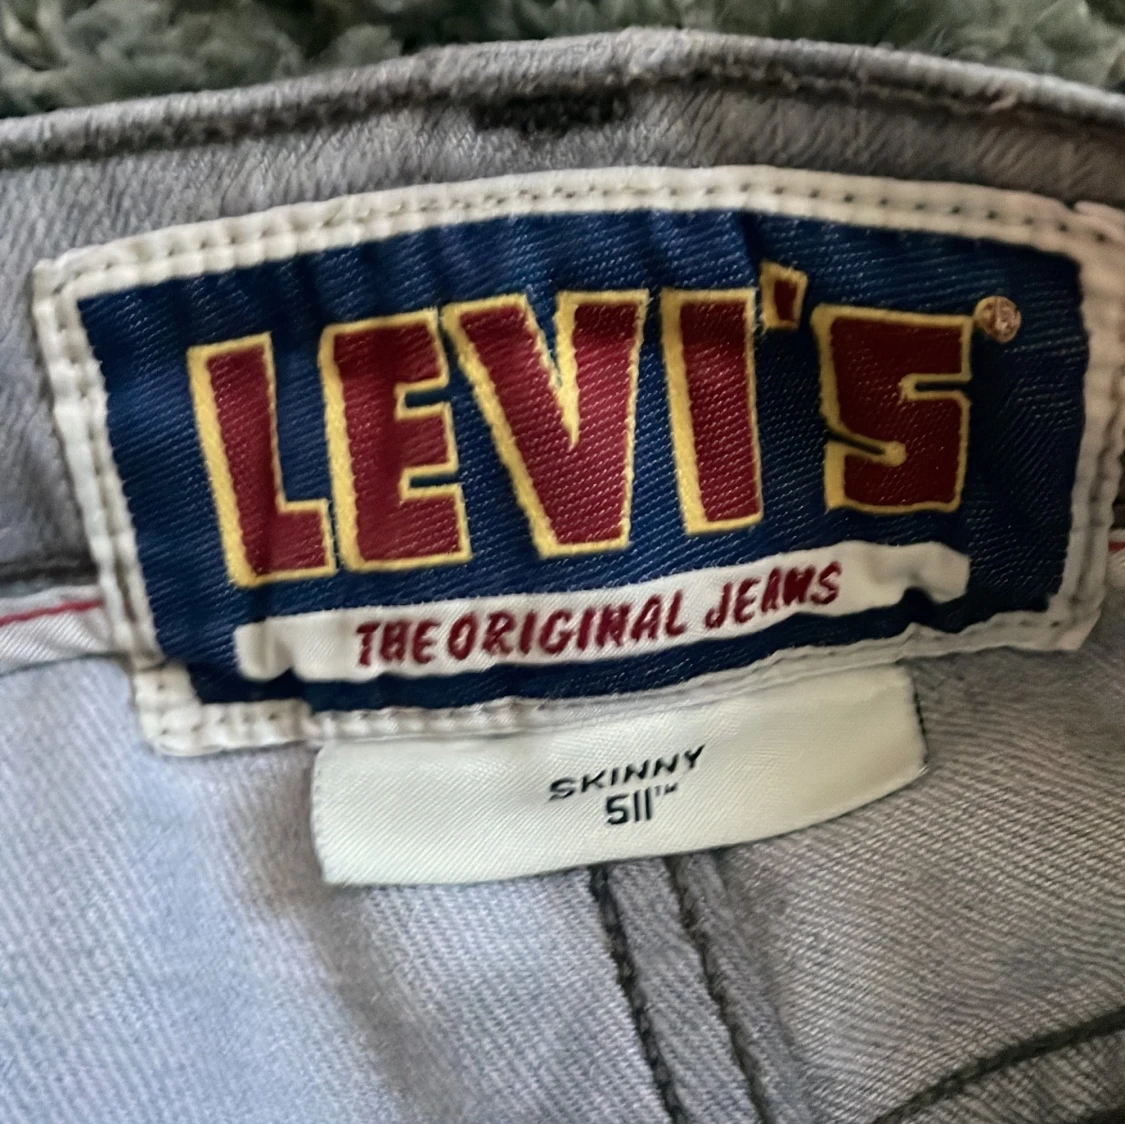 LEVI'S®
THE ORIGINAL JEANS
SKINNY
511™